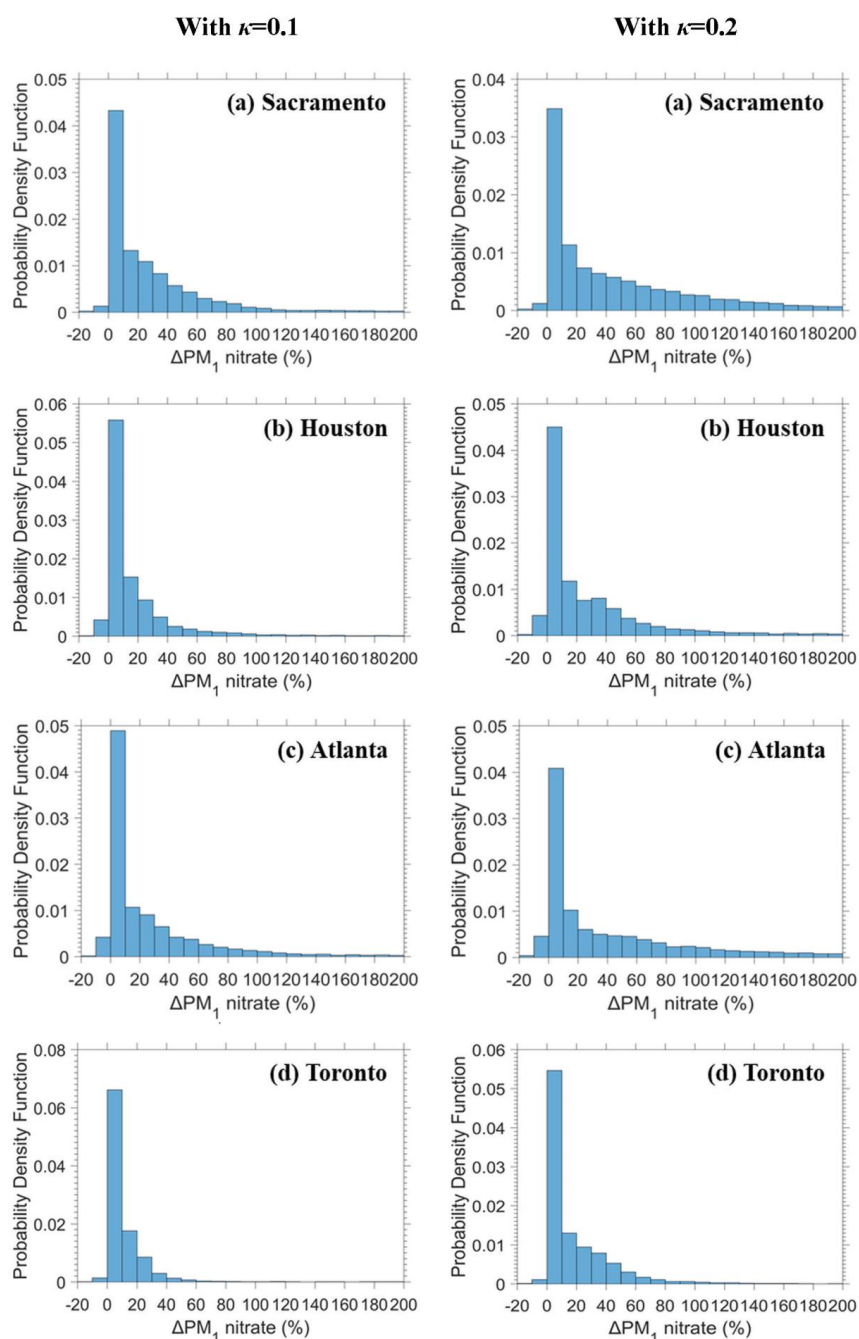 With κ=0.1
With κ=0.2
(a) Sacramento
Probability Density Function
0.05
0.04
0.03
0.02
0.01
0
-20 0 20 40 60 80 100 120 140 160 180 200
ΔPM1 nitrate (%)
(a) Sacramento
Probability Density Function
0.04
0.03
0.02
0.01
0
-20 0 20 40 60 80 100 120 140 160 180 200
ΔPM1 nitrate (%)
(b) Houston
Probability Density Function
0.06
0.05
0.04
0.03
0.02
0.01
0
-20 0 20 40 60 80 100 120 140 160 180 200
ΔPM1 nitrate (%)
(b) Houston
Probability Density Function
0.05
0.04
0.03
0.02
0.01
0
-20 0 20 40 60 80 100 120 140 160 180 200
ΔPM1 nitrate (%)
(c) Atlanta
Probability Density Function
0.05
0.04
0.03
0.02
0.01
0
-20 0 20 40 60 80 100 120 140 160 180 200
ΔPM1 nitrate (%)
(c) Atlanta
Probability Density Function
0.05
0.04
0.03
0.02
0.01
0
-20 0 20 40 60 80 100 120 140 160 180 200
ΔPM1 nitrate (%)
(d) Toronto
Probability Density Function
0.08
0.06
0.04
0.02
0
-20 0 20 40 60 80 100 120 140 160 180 200
ΔPM1 nitrate (%)
(d) Toronto
Probability Density Function
0.06
0.05
0.04
0.03
0.02
0.01
0
-20 0 20 40 60 80 100 120 140 160 180 200
ΔPM1 nitrate (%)